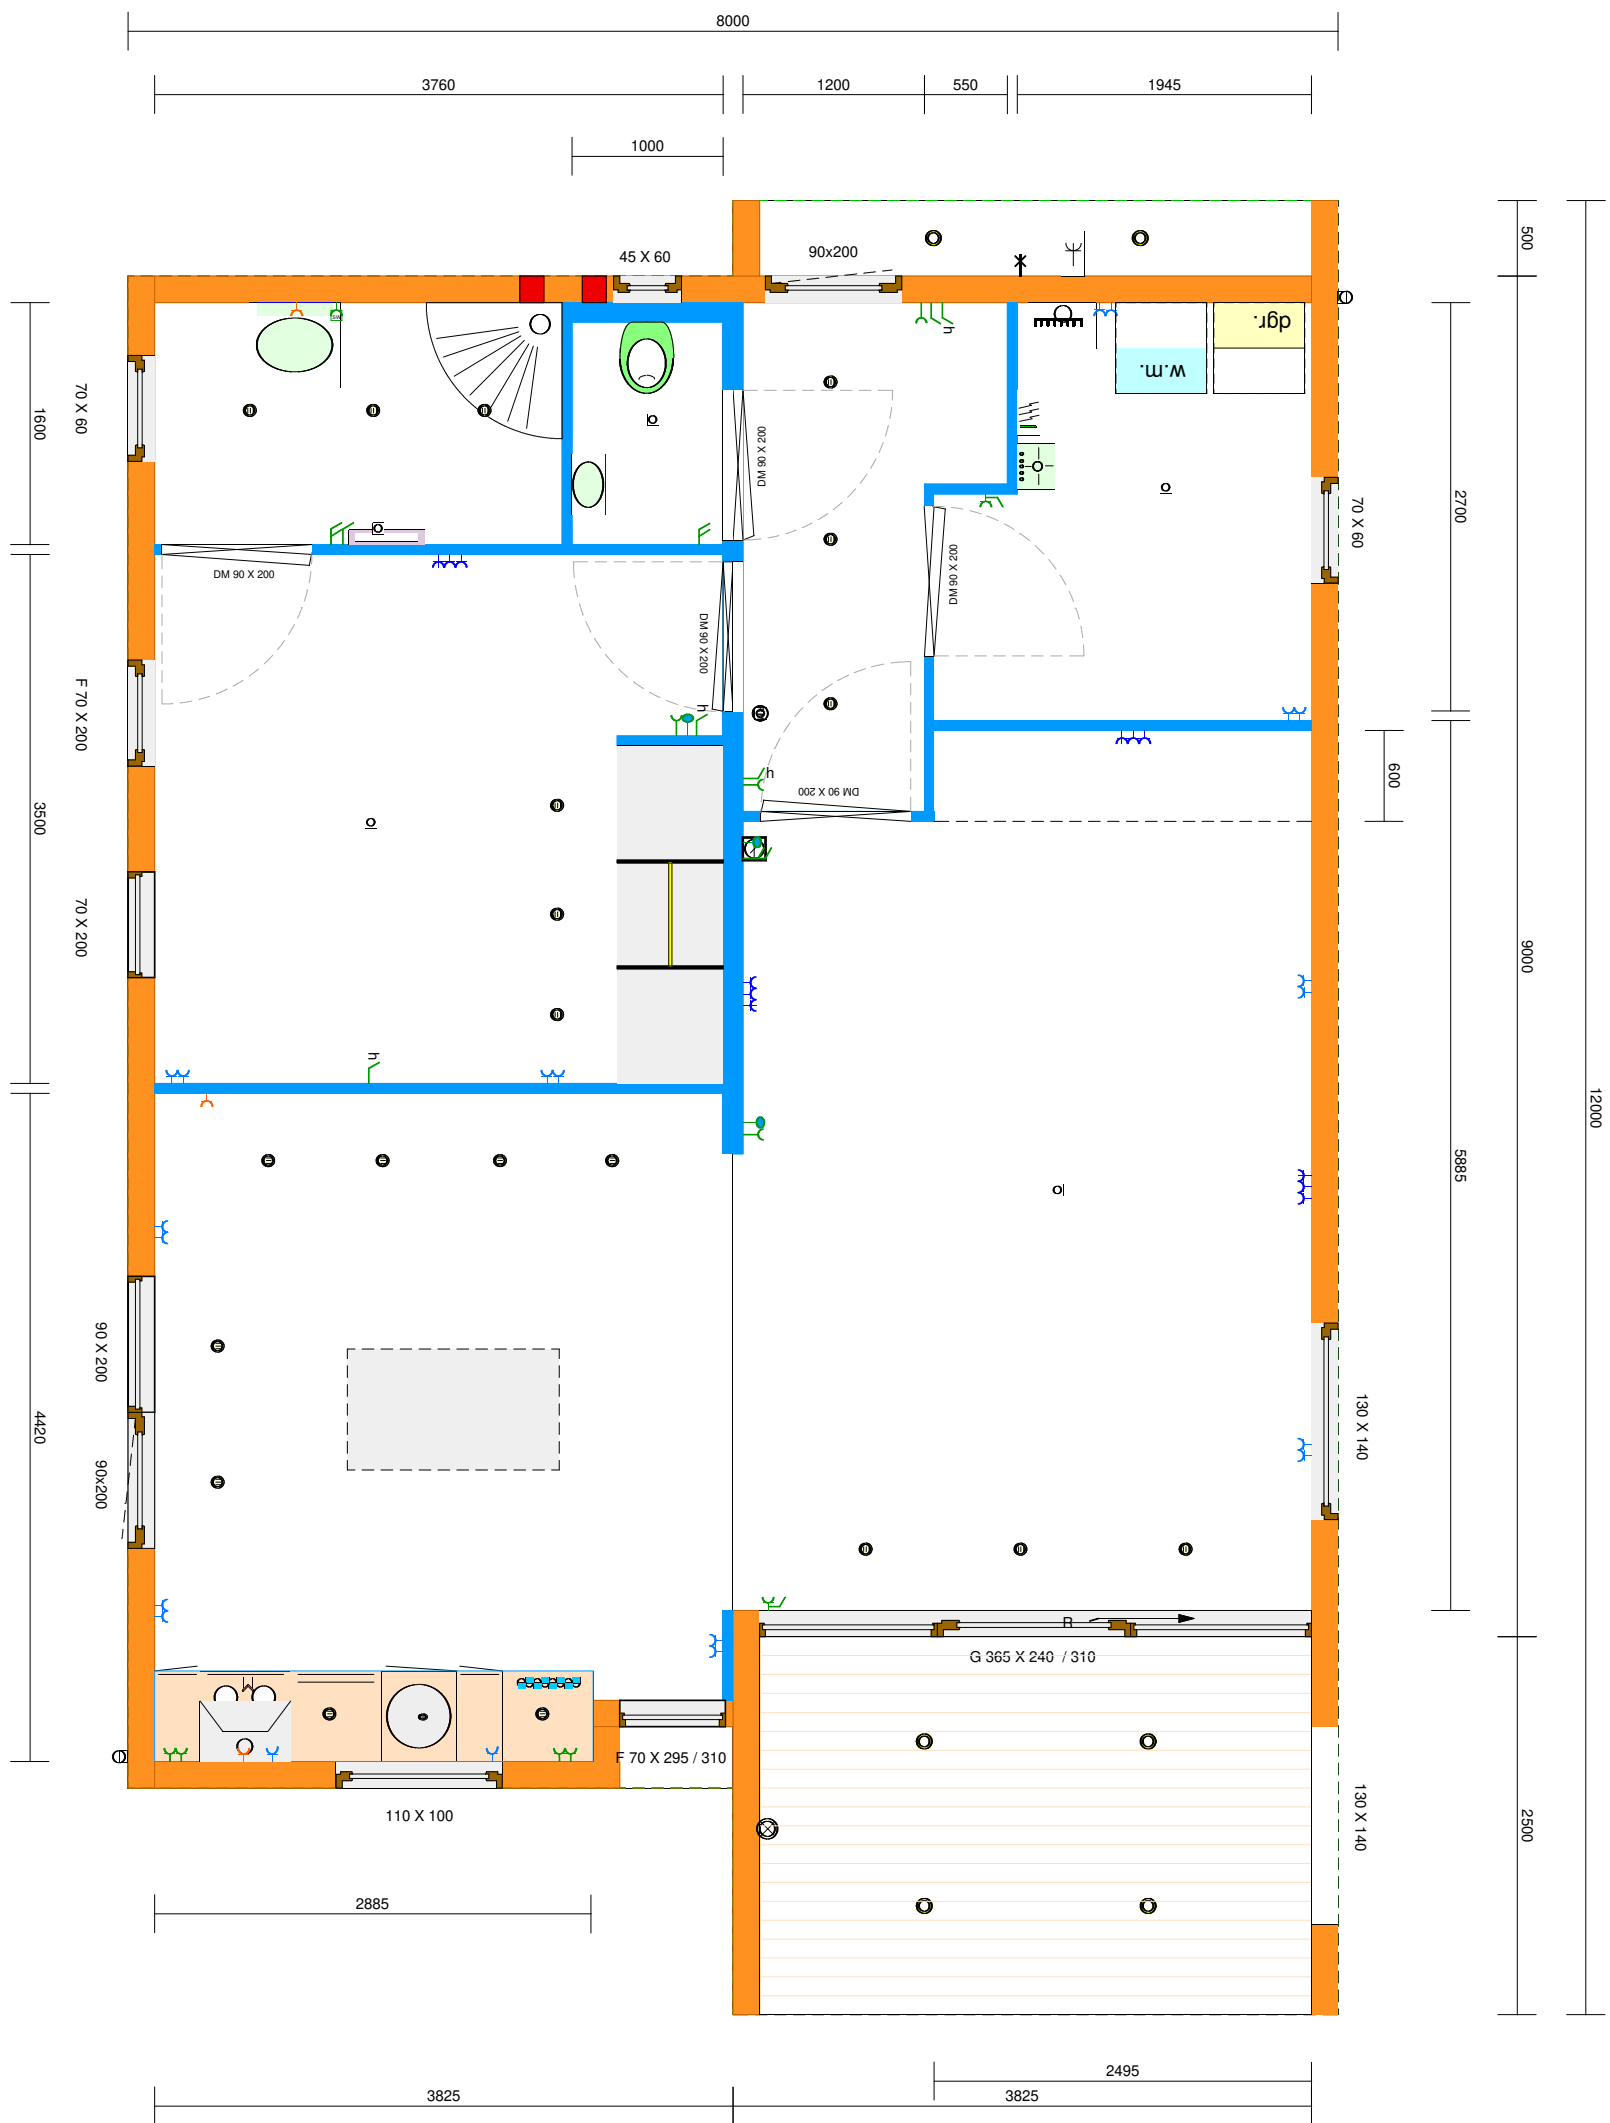 8000
3760
1200
550
1945
1000
500
45 X 60
90x200
dgr.
w.m.
h
70 X 60
1600
DM 90 X 200
2700
70 X 60
DM 90 X 200
DM 90 X 200
DM 90 X 200
F 70 X 200
h
h
DM 90 X 200
600
3500
70 X 200
9000
h
12000
5885
90 X 200
130 X 140
4420
90x200
R
G 365 X 240 / 310
F 70 X 295 / 310
110 X 100
130 X 140
2500
2885
2495
3825
3825